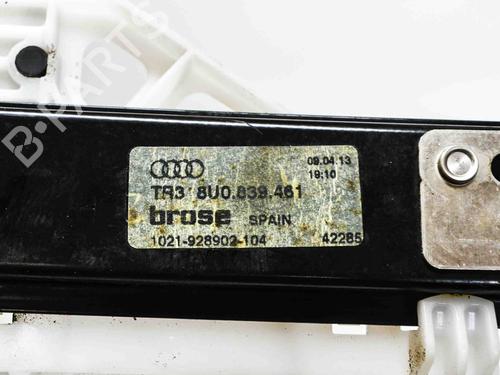 B-PARTS
09.04.13
19:10
TR3 8U0.839.461
brose SPAIN
1021-928902-104 42285